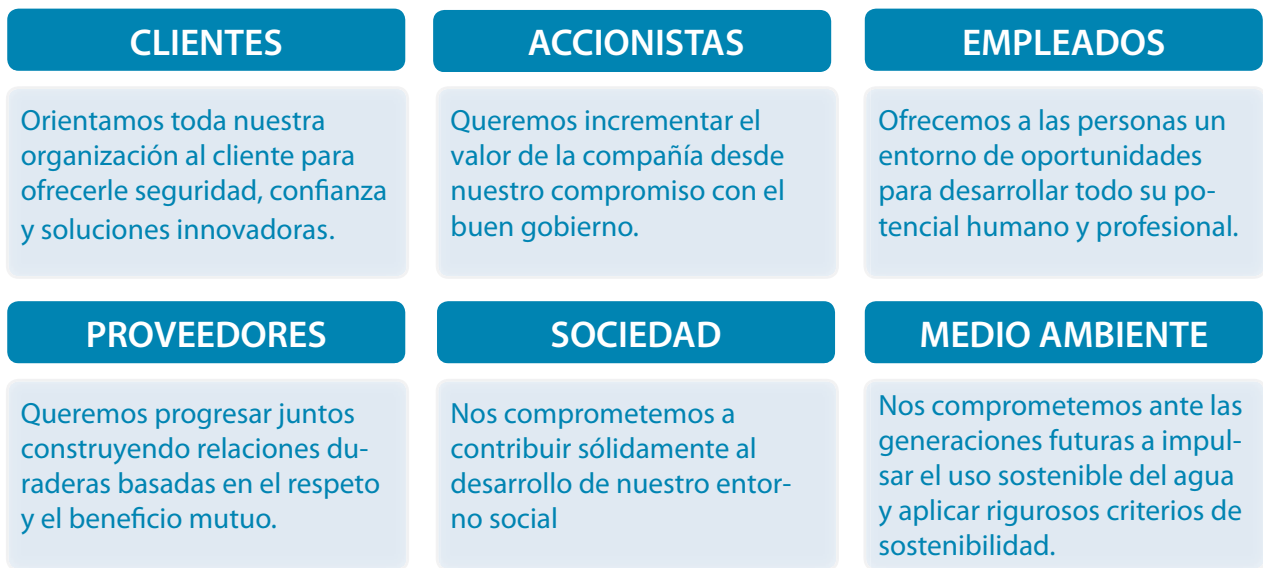 CLIENTES
Orientamos toda nuestra
organización al cliente para
ofrecerle seguridad, confianza
y soluciones innovadoras.
ACCIONISTAS
Queremos incrementar el
valor de la compañía desde
nuestro compromiso con el
buen gobierno.
EMPLEADOS
Ofrecemos a las personas un
entorno de oportunidades
para desarrollar todo su po-
tencial humano y profesional.
PROVEEDORES
Queremos progresar juntos
construyendo relaciones du-
raderas basadas en el respeto
y el beneficio mutuo.
SOCIEDAD
Nos comprometemos a
contribuir sólidamente al
desarrollo de nuestro entor-
no social
MEDIO AMBIENTE
Nos comprometemos ante las
generaciones futuras a impul-
sar el uso sostenible del agua
y aplicar rigurosos criterios de
sostenibilidad.